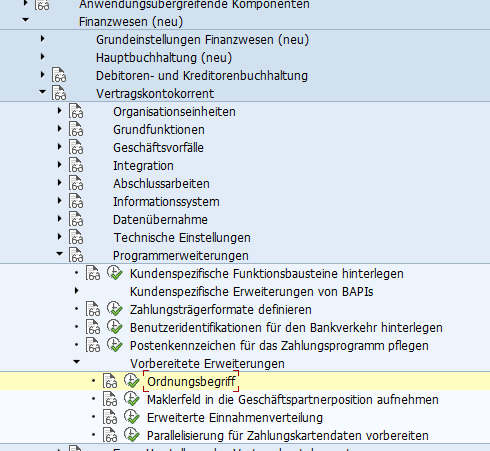 Anwendungsübergreifende Komponenten
Finanzwesen (neu)
Grundeinstellungen Finanzwesen (neu)
Hauptbuchhaltung (neu)
Debitoren- und Kreditorenbuchhaltung
Vertragskontokorrent
Organisationseinheiten
Grundfunktionen
Geschäftsvorfälle
Integration
Abschlussarbeiten
Informationssystem
Datenübernahme
Technische Einstellungen
Programmerweiterungen
Kundenspezifische Funktionsbausteine hinterlegen
Kundenspezifische Erweiterungen von BAPIs
Zahlungsträgerformate definieren
Benutzeridentifikationen für den Bankverkehr hinterlegen
Postenkennzeichen für das Zahlungsprogramm pflegen
Vorbereitete Erweiterungen
Ordnungsbegriff
Maklerfeld in die Geschäftspartnerposition aufnehmen
Erweiterte Einnahmenverteilung
Parallelisierung für Zahlungskartendaten vorbereiten